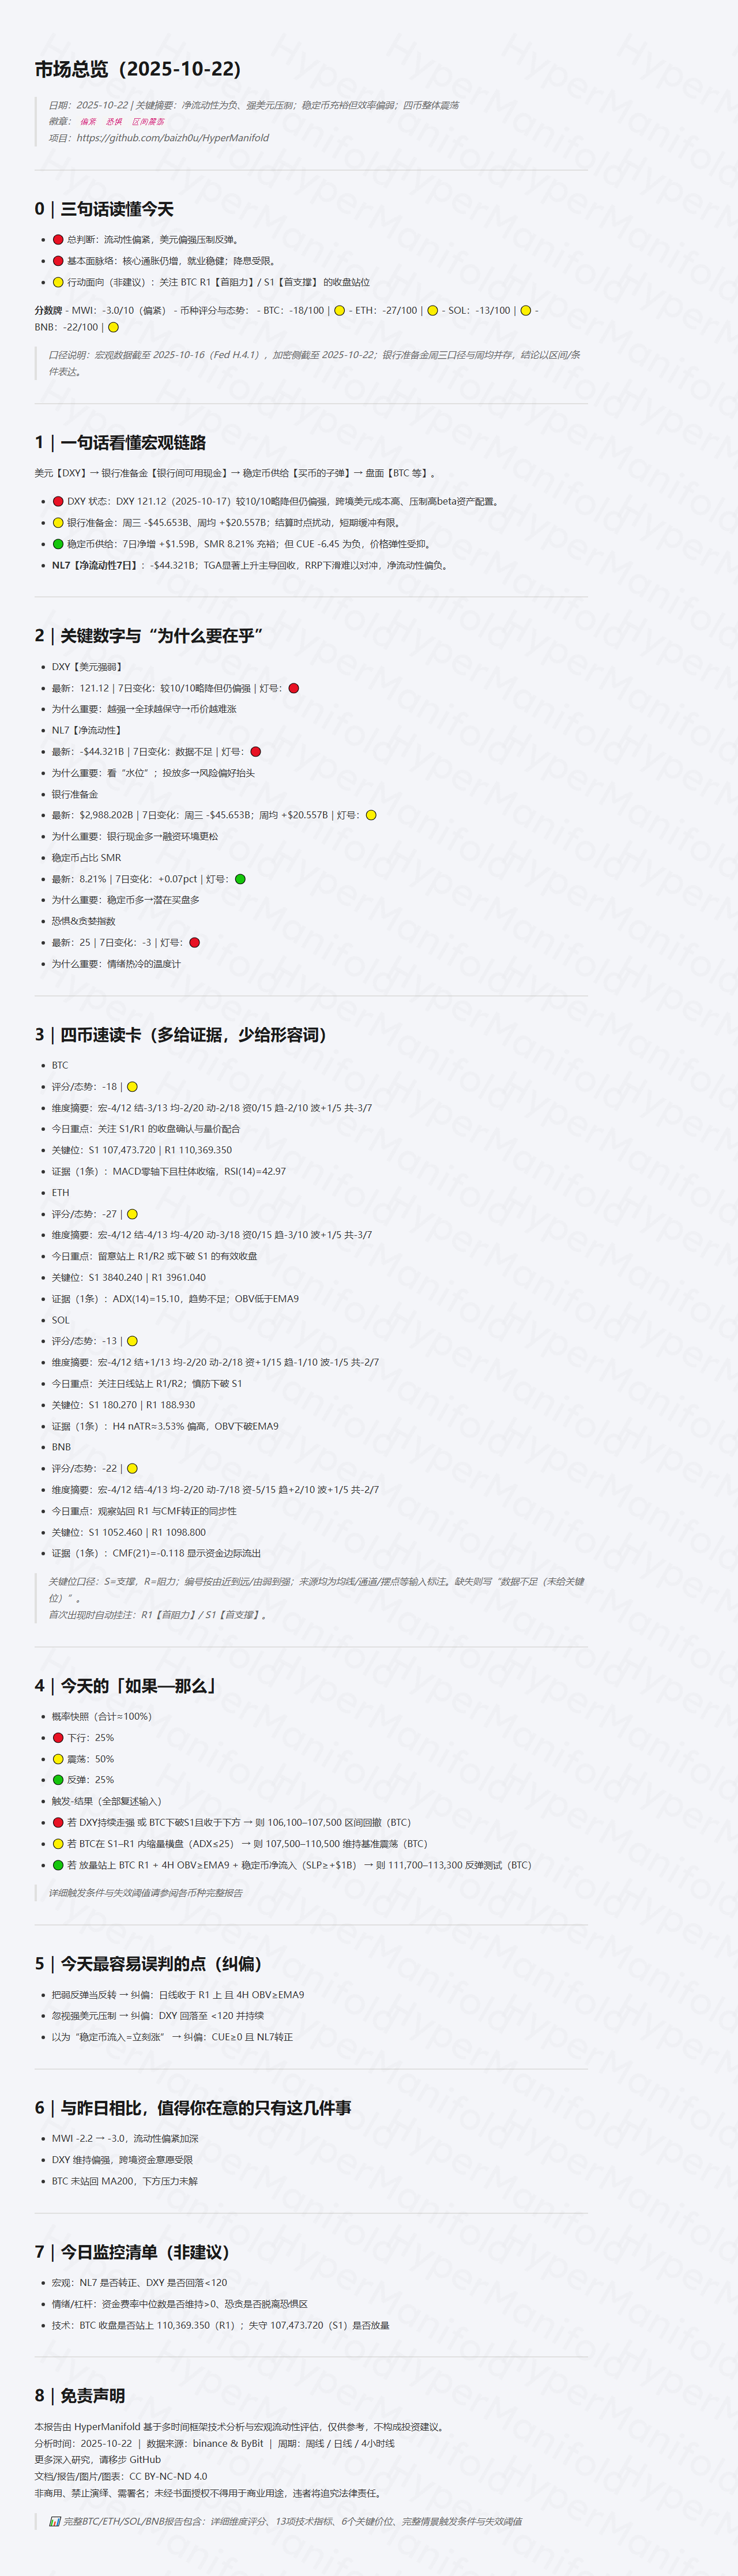 市场总览（2025-10-22）
日期：2025-10-22 | 关键摘要：净流动性为负、强美元压制；稳定币充裕但效率偏弱；四币整体震荡
徽章： 偏紧 恐惧 区间震荡
项目：https://github.com/baizh0u/HyperManifold
0｜三句话读懂今天
• 🔴 总判断：流动性偏紧，美元偏强压制反弹。
• 🔴 基本面脉络：核心通胀仍增，就业稳健；降息受限。
• 🟡 行动面向（非建议）：关注 BTC R1【首阻力】/ S1【首支撑】 的收盘站位
分数牌 - MWI：-3.0/10（偏紧） - 币种评分与态势： - BTC：-18/100 | 🟡 - ETH：-27/100 | 🟡 - SOL：-13/100 | 🟡 -
BNB：-22/100 | 🟡
口径说明：宏观数据截至 2025-10-16（Fed H.4.1），加密侧截至 2025-10-22；银行准备金周三口径与周均并存，结论以区间/条
件表达。
1｜一句话看懂宏观链路
美元【DXY】→ 银行准备金【银行间可用现金】→ 稳定币供给【买币的子弹】→ 盘面【BTC 等】。
• 🔴 DXY 状态：DXY 121.12（2025-10-17）较10/10略降但仍偏强，跨境美元成本高、压制高beta资产配置。
• 🟡 银行准备金：周三 -$45.653B、周均 +$20.557B；结算时点扰动，短期缓冲有限。
• 🟢 稳定币供给：7日净增 +$1.59B，SMR 8.21% 充裕；但 CUE -6.45 为负，价格弹性受抑。
• NL7【净流动性7日】：-$44.321B；TGA显著上升主导回收，RRP下滑难以对冲，净流动性偏负。
2｜关键数字与“为什么要在乎”
• DXY【美元强弱】
• 最新：121.12 | 7日变化：较10/10略降但仍偏强 | 灯号：🔴
• 为什么重要：越强→全球越保守→币价越难涨
• NL7【净流动性】
• 最新：-$44.321B | 7日变化：数据不足 | 灯号：🔴
• 为什么重要：看“水位”；投放多→风险偏好抬头
• 银行准备金
• 最新：$2,988.202B | 7日变化：周三 -$45.653B；周均 +$20.557B | 灯号：🟡
• 为什么重要：银行现金多→融资环境更松
• 稳定币占比 SMR
• 最新：8.21% | 7日变化：+0.07pct | 灯号：🟢
• 为什么重要：稳定币多→潜在买盘多
• 恐惧&贪婪指数
• 最新：25 | 7日变化：-3 | 灯号：🔴
• 为什么重要：情绪热冷的温度计
3｜四币速读卡（多给证据，少给形容词）
• BTC
• 评分/态势：-18 | 🟡
• 维度摘要：宏-4/12 结-3/13 均-2/20 动-2/18 资0/15 趋-2/10 波+1/5 共-3/7
• 今日重点：关注 S1/R1 的收盘确认与量价配合
• 关键位：S1 107,473.720 | R1 110,369.350
• 证据（1条）：MACD零轴下且柱体收缩，RSI(14)=42.97
• ETH
• 评分/态势：-27 | 🟡
• 维度摘要：宏-4/12 结-4/13 均-4/20 动-3/18 资0/15 趋-3/10 波+1/5 共-3/7
• 今日重点：留意站上 R1/R2 或下破 S1 的有效收盘
• 关键位：S1 3840.240 | R1 3961.040
• 证据（1条）：ADX(14)=15.10，趋势不足；OBV低于EMA9
• SOL
• 评分/态势：-13 | 🟡
• 维度摘要：宏-4/12 结+1/13 均-2/20 动-2/18 资+1/15 趋-1/10 波-1/5 共-2/7
• 今日重点：关注日线站上 R1/R2；慎防下破 S1
• 关键位：S1 180.270 | R1 188.930
• 证据（1条）：H4 nATR≈3.53% 偏高，OBV下破EMA9
• BNB
• 评分/态势：-22 | 🟡
• 维度摘要：宏-4/12 结-4/13 均-2/20 动-7/18 资-5/15 趋+2/10 波+1/5 共-2/7
• 今日重点：观察站回 R1 与CMF转正的同步性
• 关键位：S1 1052.460 | R1 1098.800
• 证据（1条）：CMF(21)=-0.118 显示资金边际流出
关键位口径：S=支撑，R=阻力；编号按由近到远/由弱到强；来源均为均线/通道/摆点等输入标注。缺失则写“数据不足（未给关键
位）”。
首次出现时自动挂注：R1【首阻力】/ S1【首支撑】。
4｜今天的「如果—那么」
• 概率快照（合计≈100%）
• 🔴 下行：25%
• 🟡 震荡：50%
• 🟢 反弹：25%
• 触发-结果（全部复述输入）
• 🔴 若 DXY持续走强 或 BTC下破S1且收于下方 → 则 106,100–107,500 区间回撤（BTC）
• 🟡 若 BTC在 S1–R1 内缩量横盘（ADX≤25） → 则 107,500–110,500 维持基准震荡（BTC）
• 🟢 若 放量站上 BTC R1 + 4H OBV≥EMA9 + 稳定币净流入（SLP≥+$1B） → 则 111,700–113,300 反弹测试（BTC）
详细触发条件与失效阈值请参阅各币种完整报告
5｜今天最容易误判的点（纠偏）
• 把弱反弹当反转 → 纠偏：日线收于 R1 上 且 4H OBV≥EMA9
• 忽视强美元压制 → 纠偏：DXY 回落至 <120 并持续
• 以为“稳定币流入=立刻涨” → 纠偏：CUE≥0 且 NL7转正
6｜与昨日相比，值得你在意的只有这几件事
• MWI -2.2 → -3.0，流动性偏紧加深
• DXY 维持偏强，跨境资金意愿受限
• BTC 未站回 MA200，下方压力未解
7｜今日监控清单（非建议）
• 宏观：NL7 是否转正、DXY 是否回落<120
• 情绪/杠杆：资金费率中位数是否维持>0、恐贪是否脱离恐惧区
• 技术：BTC 收盘是否站上 110,369.350（R1）；失守 107,473.720（S1）是否放量
8｜免责声明
本报告由 HyperManifold 基于多时间框架技术分析与宏观流动性评估，仅供参考，不构成投资建议。
分析时间：2025-10-22 ｜ 数据来源：binance & ByBit ｜ 周期：周线 / 日线 / 4小时线
更多深入研究，请移步 GitHub
文档/报告/图片/图表：CC BY-NC-ND 4.0
非商用、禁止演绎、需署名；未经书面授权不得用于商业用途，违者将追究法律责任。
📊 完整BTC/ETH/SOL/BNB报告包含：详细维度评分、13项技术指标、6个关键价位、完整情景触发条件与失效阈值